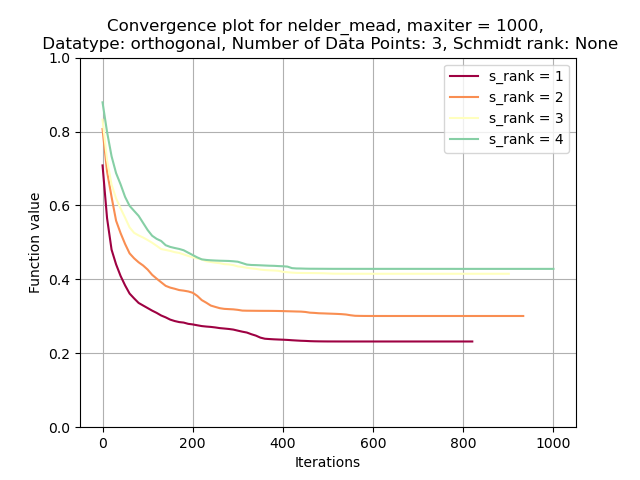 Convergence plot for nelder_mead, maxiter = 1000,
Datatype: orthogonal, Number of Data Points: 3, Schmidt rank: None
1.0
0.8
0.6
0.4
0.2
0.0
Function value
s_rank = 1
s_rank = 2
s_rank = 3
s_rank = 4
0 200 400 600 800 1000
Iterations